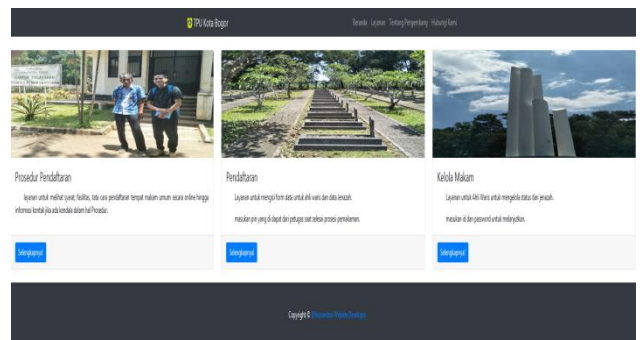 TPU Kota Bogor
Beranda Layanan Tentang Pengembang Hubungi Kami
Prosedur Pendaftaran
layanan untuk melihat syarat, fasilitas, tata cara pendaftaran tempat makam umum secara online hingga
informasi kontak jika ada kendala dalam hal Prosedur.
Selengkapnya!
Pendaftaran
Layanan untuk mengisi form data untuk ahli waris dan data Jenazah.
masukan pin yang di dapat dari petugas saat selesai prosesi pemakaman.
Selengkapnya!
Kelola Makam
Layanan untuk Ahli Waris untuk mengelola status dari jenazah.
masukan id dan password untuk melanjutkan.
Selengkapnya!
Copyright ©